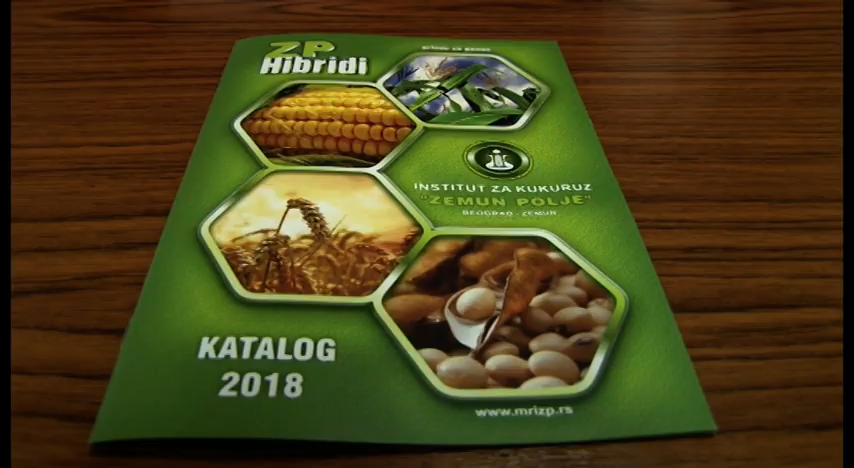 ZP
Hibridi
INSTITUT ZA KUKURUZ
"ZEMUN POLJE"
BEOGRAD - ZEMUN
KATALOG
2018
www.mrizp.rs